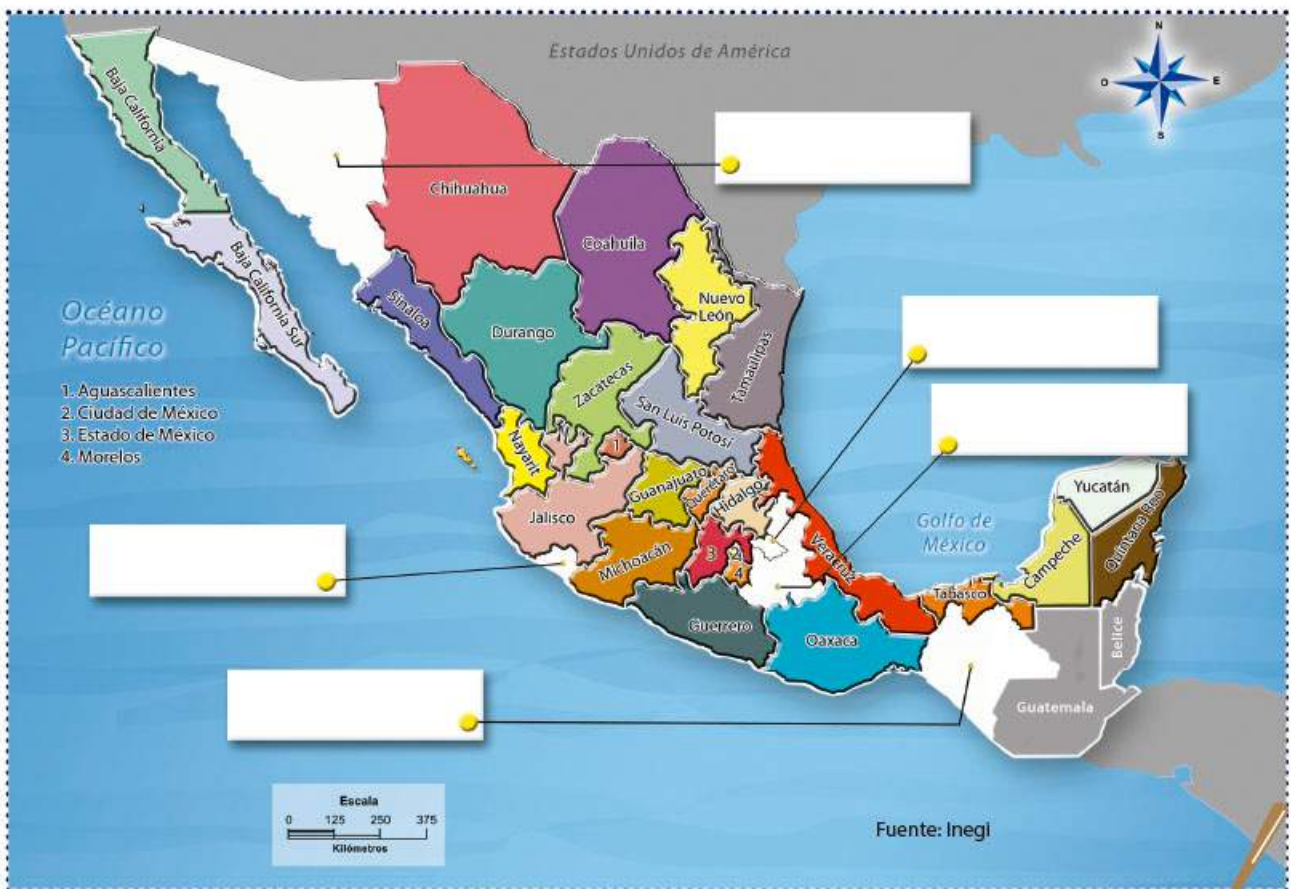 Estados Unidos de América
N
O
E
S
Baja California
Chihuahua
Coahuila
Baja California Sur
Sinaloa
Durango
Nuevo
León
Tamaulipas
Océano
Pacífico
1. Aguascalientes
2. Ciudad de México
3. Estado de México
4. Morelos
Zacatecas
San Luis Potosí
Nayarit
1
Guanajuato
Querétaro
Hidalgo
Jalisco
Michoacán
3
2
4
Veracruz
Golfo de
México
Yucatán
Quintana Roo
Campeche
Tabasco
Guerrero
Oaxaca
Belice
Guatemala
Escala
0 125 250 375
Kilómetros
Fuente: Inegi